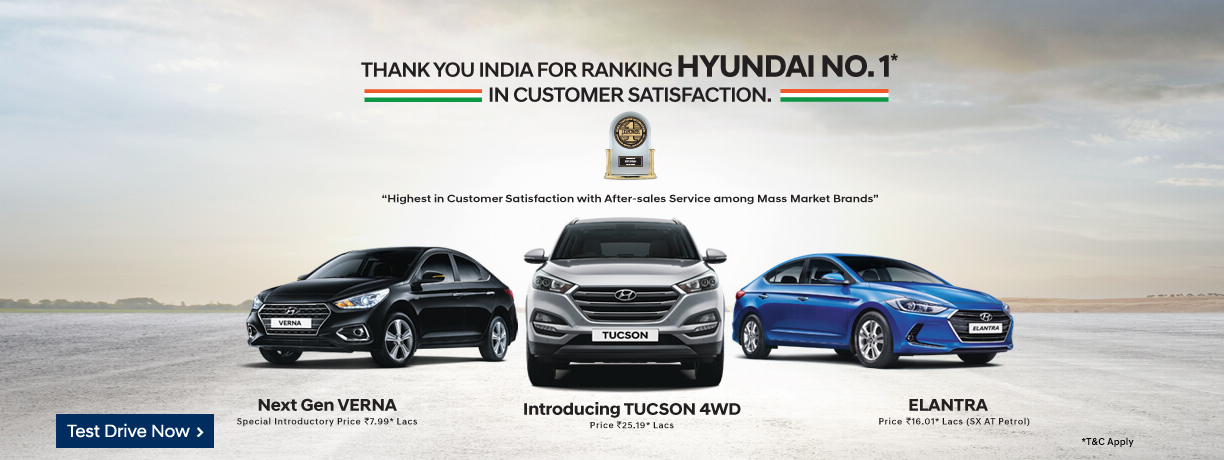 THANK YOU INDIA FOR RANKING HYUNDAI NO. 1*
IN CUSTOMER SATISFACTION.
“Highest in Customer Satisfaction with After-sales Service among Mass Market Brands”
VERNA
TUCSON
ELANTRA
Next Gen VERNA
Special Introductory Price ₹7.99* Lacs
Introducing TUCSON 4WD
Price ₹25.19* Lacs
ELANTRA
Price ₹16.01* Lacs (SX AT Petrol)
Test Drive Now >
*T&C Apply